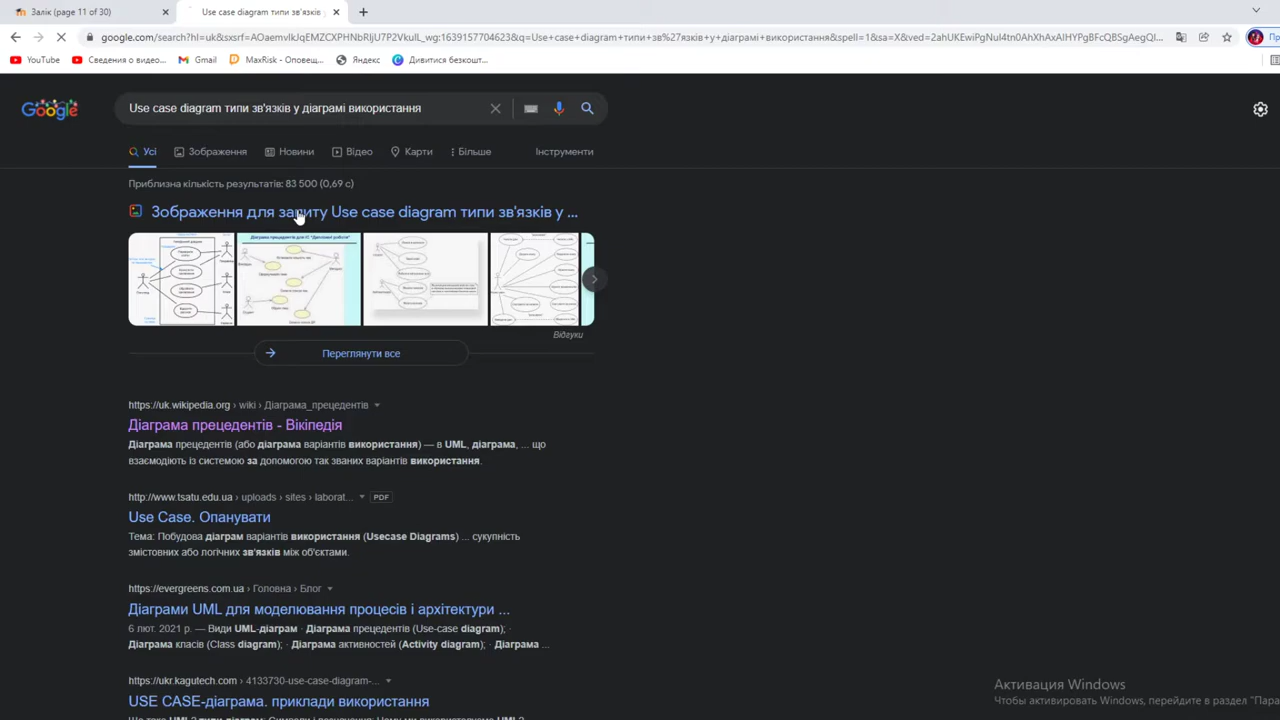 Залік (page 11 of 30)
Use case diagram типи зв'язків у
google.com/search?hl=uk&sxsrf=AOaemvIkJqEMZCXPHNbRIjU7P2VkulL_wg:1639157704623&q=Use+case+diagram+типи+зв%27язків+у+діаграмі+використання&spell=1&sa=X&ved=2ahUKEwiPgNuI4tn0AhXhAxAIHYPgBFcQBSgAegQI...
YouTube
Сведения о видео...
Gmail
MaxRisk - Оповещ...
Яндекс
Дивитися безкошт...
Google
Use case diagram типи зв'язків у діаграмі використання
Усі
Зображення
Новини
Відео
Карти
Більше
Інструменти
Приблизна кількість результатів: 83 500 (0,69 с)
Зображення для запиту Use case diagram типи зв'язків у ...
Відгуки
Переглянути все
https://uk.wikipedia.org › wiki › Діаграма_прецедентів
Діаграма прецедентів - Вікіпедія
Діаграма прецедентів (або діаграма варіантів використання) — в UML, діаграма, ... що
взаємодіють із системою за допомогою так званих варіантів використання.
http://www.tsatu.edu.ua › uploads › sites › laborat... PDF
Use Case. Опанувати
Тема: Побудова діаграм варіантів використання (Usecase Diagrams) ... сукупність
змістовних або логічних зв'язків між об'єктами.
https://evergreens.com.ua › Головна › Блог
Діаграми UML для моделювання процесів і архітектури ...
6 лют. 2021 р. — Види UML-діаграм · Діаграма прецедентів (Use-case diagram); ·
Діаграма класів (Class diagram); · Діаграма активностей (Activity diagram); · Діаграма ...
https://ukr.kagutech.com › 4133730-use-case-diagram-...
USE CASE-діаграма. приклади використання
Активация Windows
Чтобы активировать Windows, перейдите в раздел "Пара